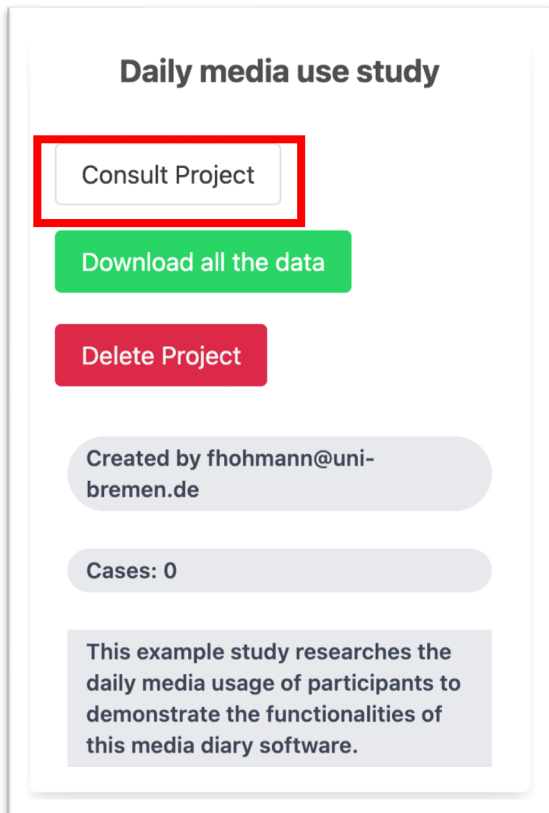 Daily media use study
Consult Project
Download all the data
Delete Project
Created by fhohmann@uni-
bremen.de
Cases: 0
This example study researches the
daily media usage of participants to
demonstrate the functionalities of
this media diary software.